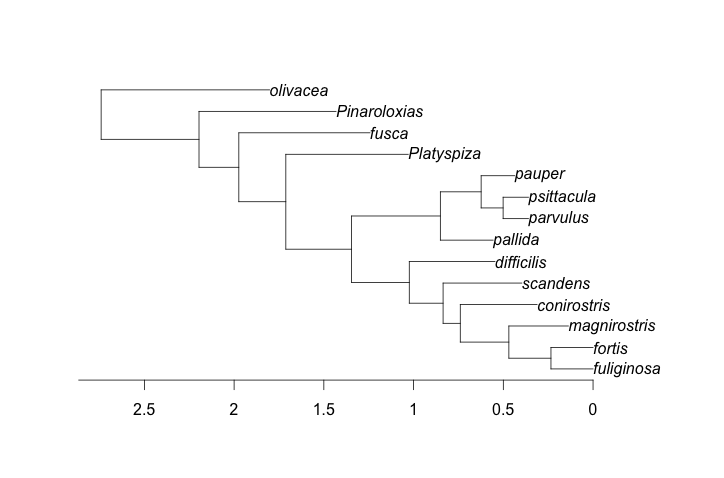 olivacea
Pinaroloxias
fusca
Platyspiza
pauper
psittacula
parvulus
pallida
difficilis
scandens
conirostris
magnirostris
fortis
fuliginosa
2.5 2 1.5 1 0.5 0